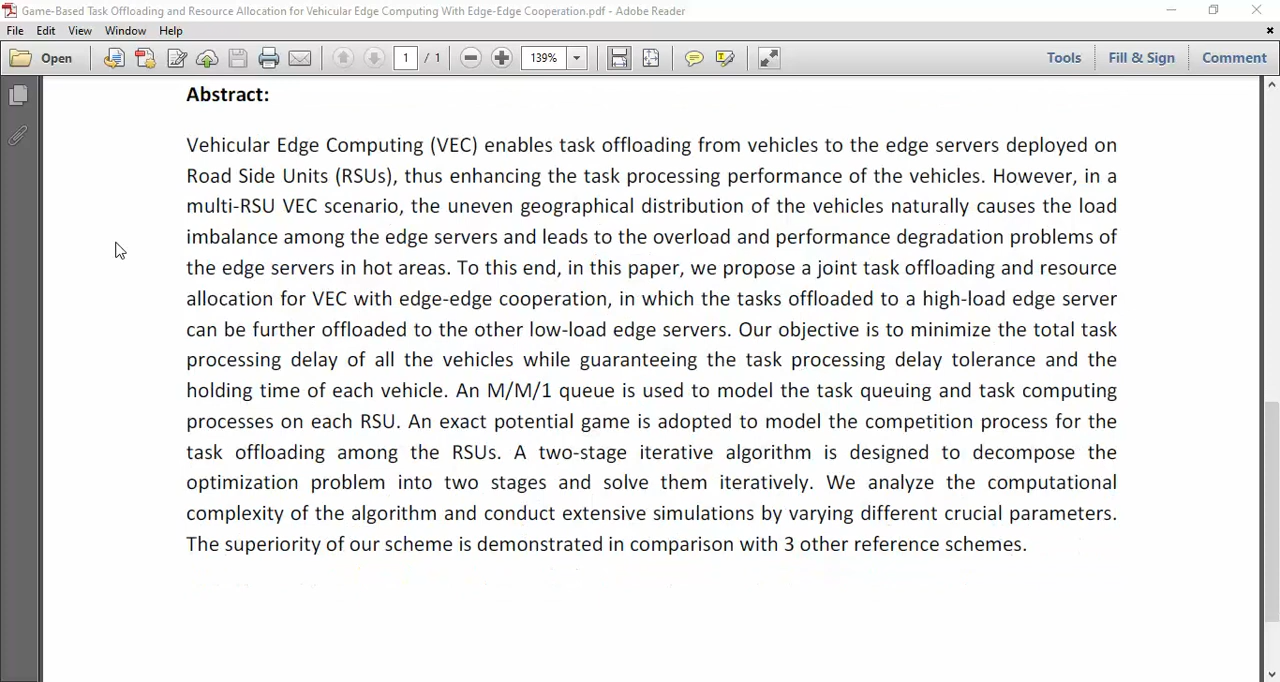 Game-Based Task Offloading and Resource Allocation for Vehicular Edge Computing With Edge-Edge Cooperation.pdf - Adobe Reader
File Edit View Window Help
Open 1 / 1 139% Tools Fill & Sign Comment
Abstract:
Vehicular Edge Computing (VEC) enables task offloading from vehicles to the edge servers deployed on
Road Side Units (RSUs), thus enhancing the task processing performance of the vehicles. However, in a
multi-RSU VEC scenario, the uneven geographical distribution of the vehicles naturally causes the load
imbalance among the edge servers and leads to the overload and performance degradation problems of
the edge servers in hot areas. To this end, in this paper, we propose a joint task offloading and resource
allocation for VEC with edge-edge cooperation, in which the tasks offloaded to a high-load edge server
can be further offloaded to the other low-load edge servers. Our objective is to minimize the total task
processing delay of all the vehicles while guaranteeing the task processing delay tolerance and the
holding time of each vehicle. An M/M/1 queue is used to model the task queuing and task computing
processes on each RSU. An exact potential game is adopted to model the competition process for the
task offloading among the RSUs. A two-stage iterative algorithm is designed to decompose the
optimization problem into two stages and solve them iteratively. We analyze the computational
complexity of the algorithm and conduct extensive simulations by varying different crucial parameters.
The superiority of our scheme is demonstrated in comparison with 3 other reference schemes.